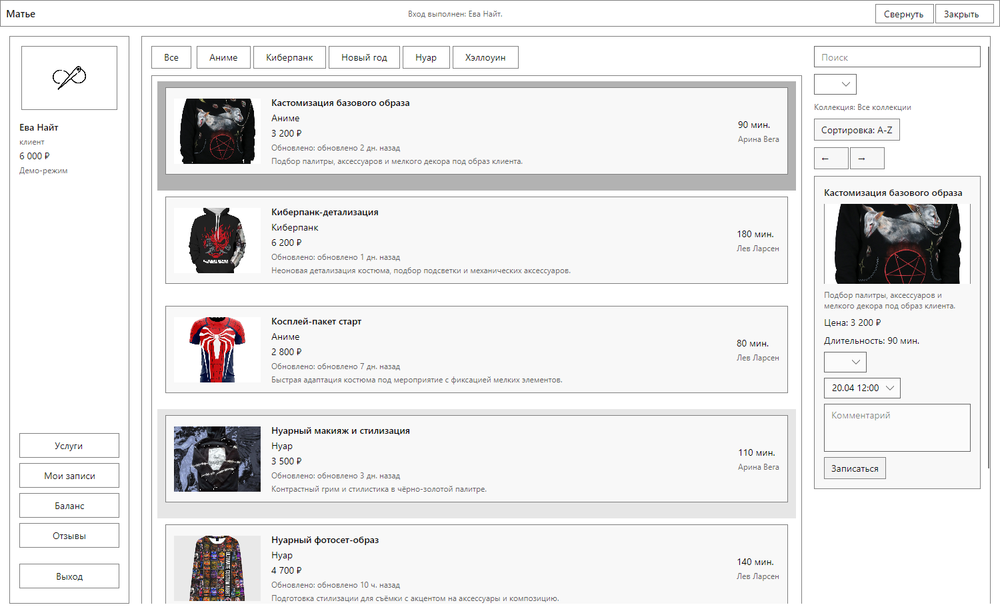 Матье
Вход выполнен: Ева Найт.
Свернуть
Закрыть
Ева Найт
клиент
6 000 ₽
Демо-режим
Услуги
Мои записи
Баланс
Отзывы
Выход
Все
Аниме
Киберпанк
Новый год
Нуар
Хэллоуин
Кастомизация базового образа
Аниме
3 200 ₽
Обновлено: обновлено 2 дн. назад
Подбор палитры, аксессуаров и мелкого декора под образ клиента.
90 мин.
Арина Вега
Киберпанк-детализация
Киберпанк
6 200 ₽
Обновлено: обновлено 1 дн. назад
Неоновая детализация костюма, подбор подсветки и механических аксессуаров.
180 мин.
Лев Ларсен
Косплей-пакет старт
Аниме
2 800 ₽
Обновлено: обновлено 7 дн. назад
Быстрая адаптация костюма под мероприятие с фиксацией мелких элементов.
80 мин.
Лев Ларсен
Нуарный макияж и стилизация
Нуар
3 500 ₽
Обновлено: обновлено 3 дн. назад
Контрастный грим и стилистика в чёрно-золотой палитре.
110 мин.
Арина Вега
Нуарный фотосет-образ
Нуар
4 700 ₽
Обновлено: обновлено 10 ч. назад
Подготовка стилизации для съёмки с акцентом на аксессуары и композицию.
140 мин.
Лев Ларсен
ULTIMATE CUSTOM NIGHT
Поиск
Коллекция: Все коллекции
Сортировка: A-Z
← →
Кастомизация базового образа
Подбор палитры, аксессуаров и
мелкого декора под образ клиента.
Цена: 3 200 ₽
Длительность: 90 мин.
20.04 12:00
Комментарий
Записаться